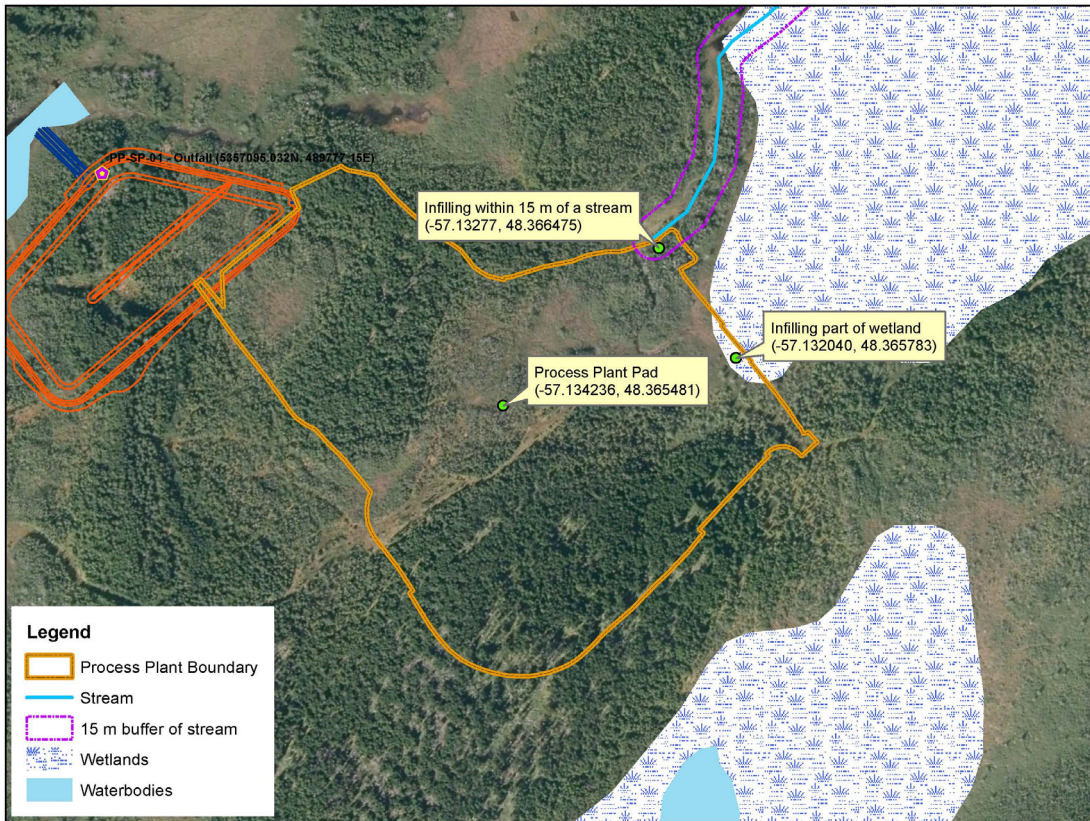 PP-SP-01 - Outfall (5357095.032N, 489777.15E)
Infilling within 15 m of a stream
(-57.13277, 48.366475)
Infilling part of wetland
(-57.132040, 48.365783)
Process Plant Pad
(-57.134236, 48.365481)
Legend
Process Plant Boundary
Stream
15 m buffer of stream
Wetlands
Waterbodies